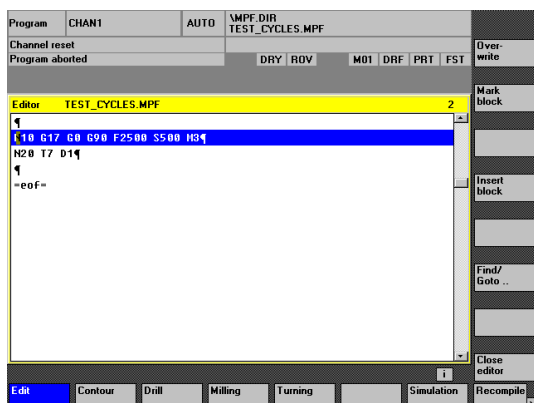 Program CHAN1 AUTO \MPF.DIR
TEST_CYCLES.MPF
Channel reset
Program aborted DRY ROV M01 DRF PRT FST
Editor TEST_CYCLES.MPF 2
¶
N10 G17 G0 G90 F2500 S500 M3¶
N20 T7 D1¶
¶
=eof=
Over-
write
Mark
block
Insert
block
Find/
Goto ..
Close
editor
i
Edit Contour Drill Milling Turning Simulation Recompile